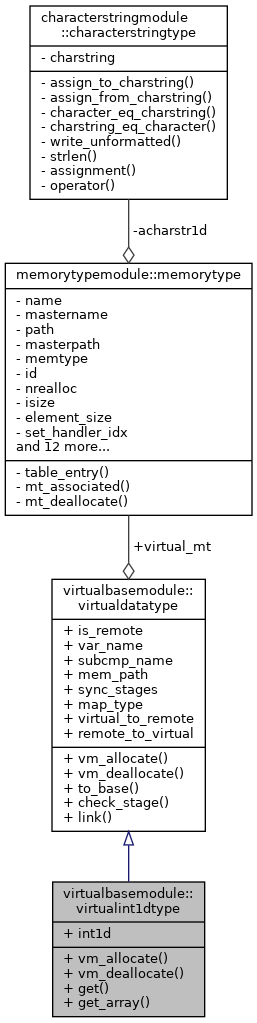 characterstringmodule
::characterstringtype
- charstring
- assign_to_charstring()
- assign_from_charstring()
- character_eq_charstring()
- charstring_eq_character()
- write_unformatted()
- strlen()
- assignment()
- operator()
-acharstr1d
memorytypemodule::memorytype
- name
- mastername
- path
- masterpath
- memtype
- id
- nrealloc
- isize
- element_size
- set_handler_idx
and 12 more...
- table_entry()
- mt_associated()
- mt_deallocate()
+virtual_mt
virtualbasemodule::
virtualdatatype
+ is_remote
+ var_name
+ subcmp_name
+ mem_path
+ sync_stages
+ map_type
+ virtual_to_remote
+ remote_to_virtual
+ vm_allocate()
+ vm_deallocate()
+ to_base()
+ check_stage()
+ link()
virtualbasemodule::
virtualint1dtype
+ int1d
+ vm_allocate()
+ vm_deallocate()
+ get()
+ get_array()